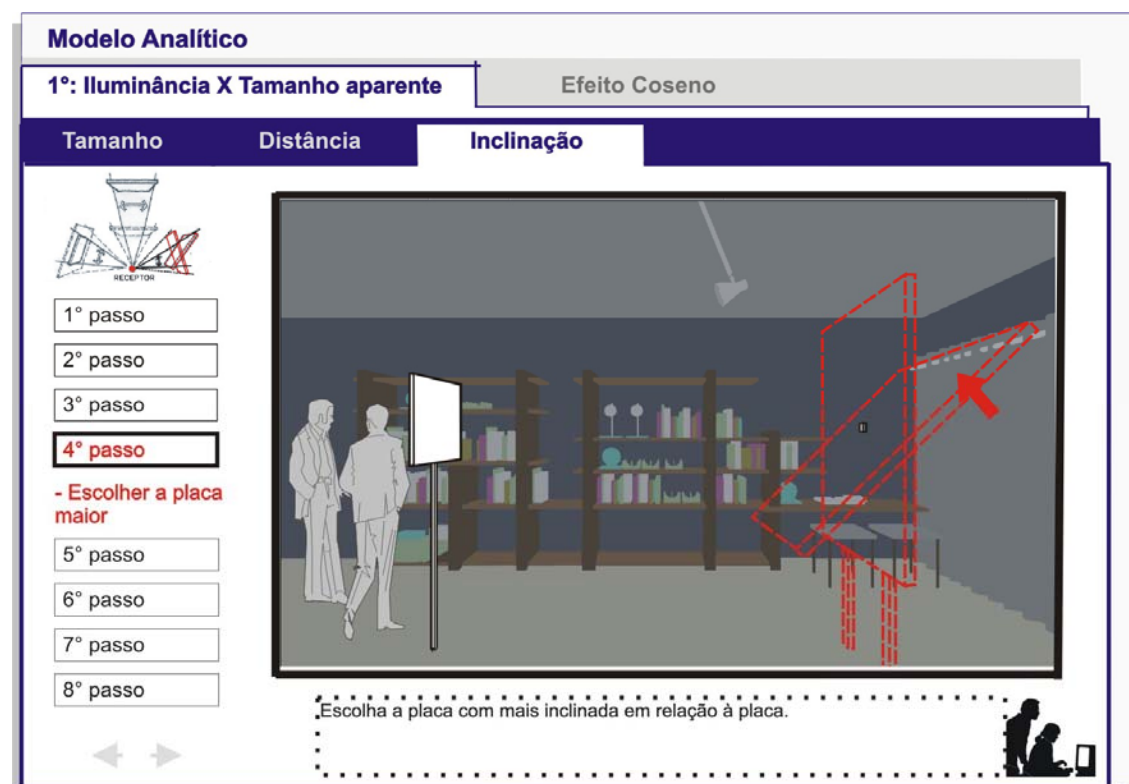 Modelo Analítico
1º: Iluminância X Tamanho aparente
Efeito Coseno
Tamanho
Distância
Inclinação
RECEPTOR
1° passo
2° passo
3° passo
4° passo
- Escolher a placa
maior
5° passo
6° passo
7° passo
8° passo
Escolha a placa com mais inclinada em relação à placa.